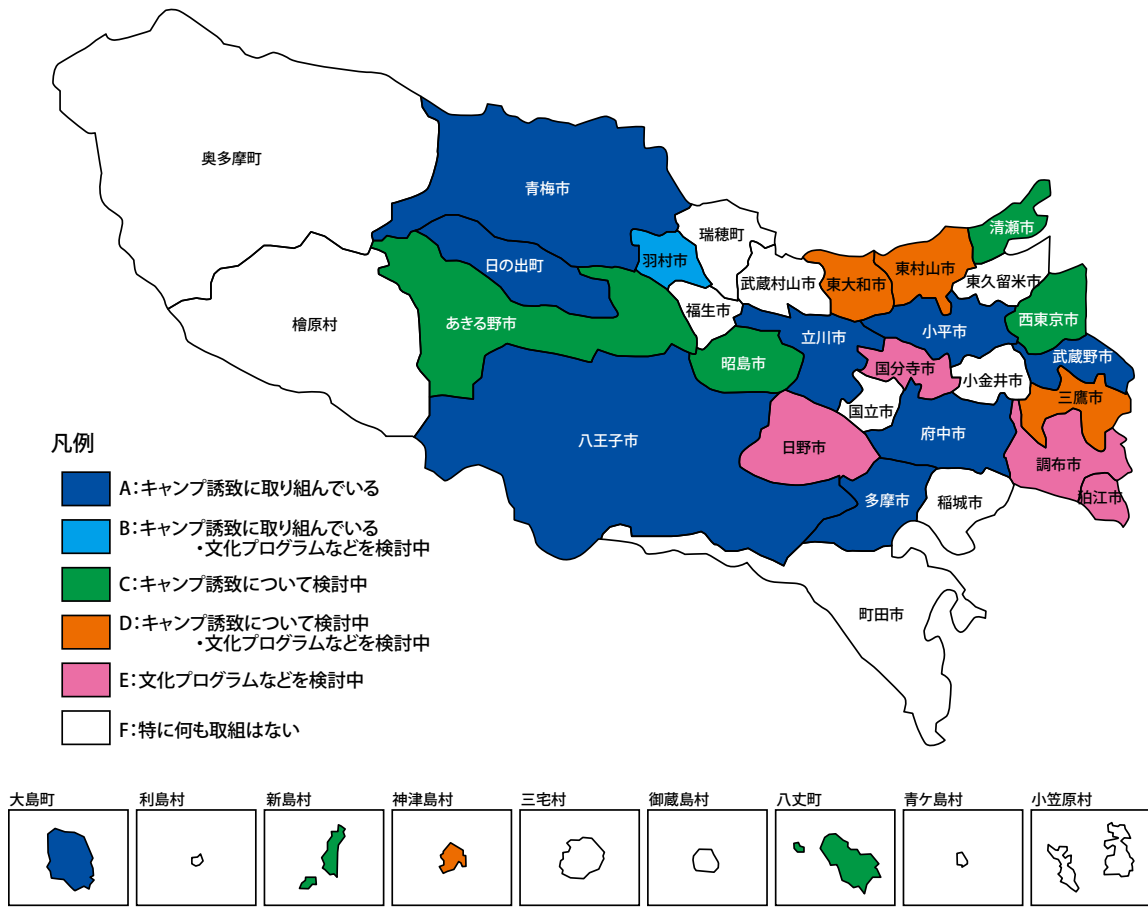 奥多摩町
青梅市
瑞穂町
清瀬市
羽村市
日の出町
東村山市
東大和市
武蔵村山市
東久留米市
福生市
檜原村
あきる野市
西東京市
立川市
小平市
武蔵野市
昭島市
国分寺市
小金井市
三鷹市
国立市
八王子市
日野市
府中市
調布市
狛江市
多摩市
稲城市
町田市
凡例
A:キャンプ誘致に取り組んでいる
B:キャンプ誘致に取り組んでいる
・文化プログラムなどを検討中
C:キャンプ誘致について検討中
D:キャンプ誘致について検討中
・文化プログラムなどを検討中
E:文化プログラムなどを検討中
F:特に何も取組はない
大島町
利島村
新島村
神津島村
三宅村
御蔵島村
八丈町
青ケ島村
小笠原村